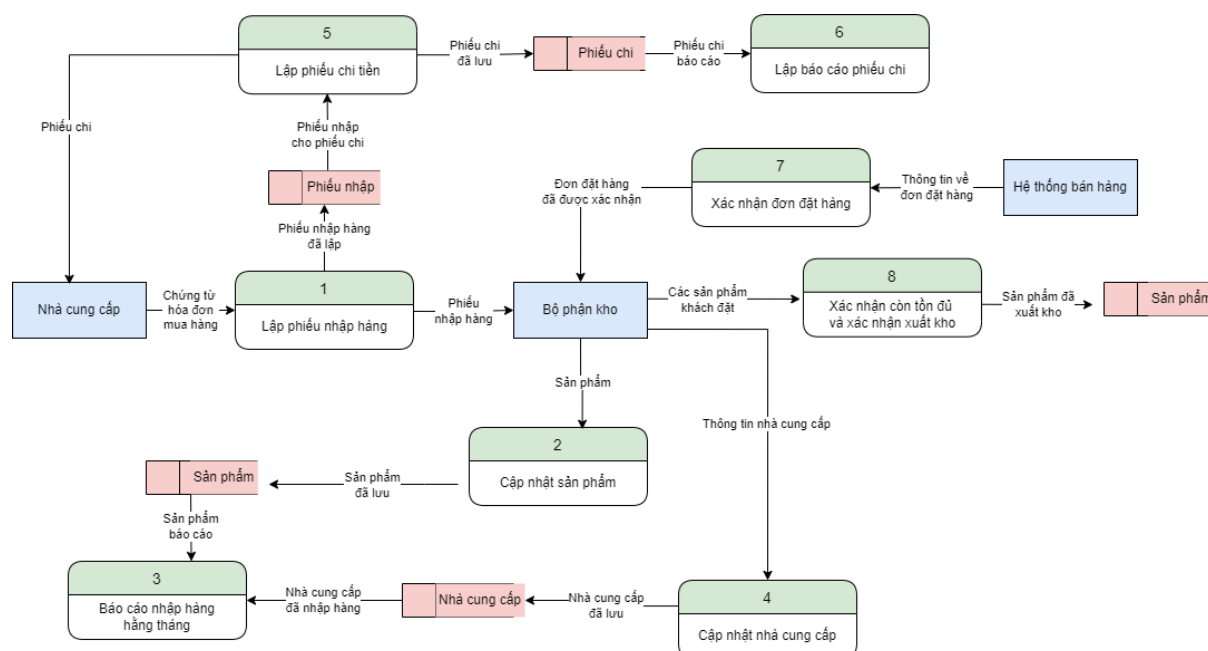 5
Lập phiếu chi tiền
Phiếu chi
đã lưu
Phiếu chi
Phiếu chi
báo cáo
6
Lập báo cáo phiếu chi
Phiếu chi
Phiếu nhập
cho phiếu chi
Phiếu nhập
Phiếu nhập hàng
đã lập
7
Xác nhận đơn đặt hàng
Đơn đặt hàng
đã được xác nhận
Thông tin về
đơn đặt hàng
Hệ thống bán hàng
Nhà cung cấp
Chứng từ
hóa đơn
mua hàng
1
Lập phiếu nhập hàng
Phiếu
nhập hàng
Bộ phận kho
Các sản phẩm
khách đặt
8
Xác nhận còn tồn đủ
và xác nhận xuất kho
Sản phẩm đã
xuất kho
Sản phẩm
Sản phẩm
Thông tin nhà cung cấp
2
Cập nhật sản phẩm
Sản phẩm
đã lưu
Sản phẩm
Sản phẩm
báo cáo
3
Báo cáo nhập hàng
hằng tháng
Nhà cung cấp
đã nhập hàng
Nhà cung cấp
Nhà cung cấp
đã lưu
4
Cập nhật nhà cung cấp